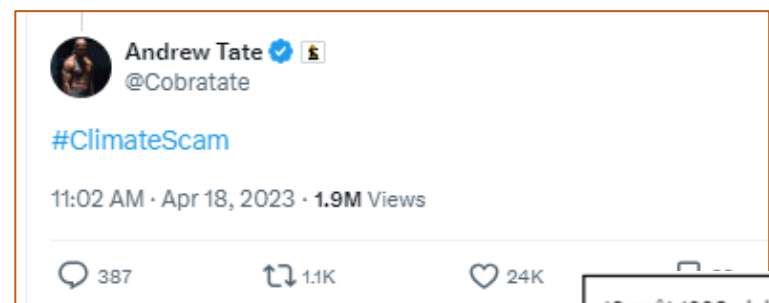 Andrew Tate
@Cobratate
#ClimateScam
11:02 AM · Apr 18, 2023 · 1.9M Views
387 1.1K 24K